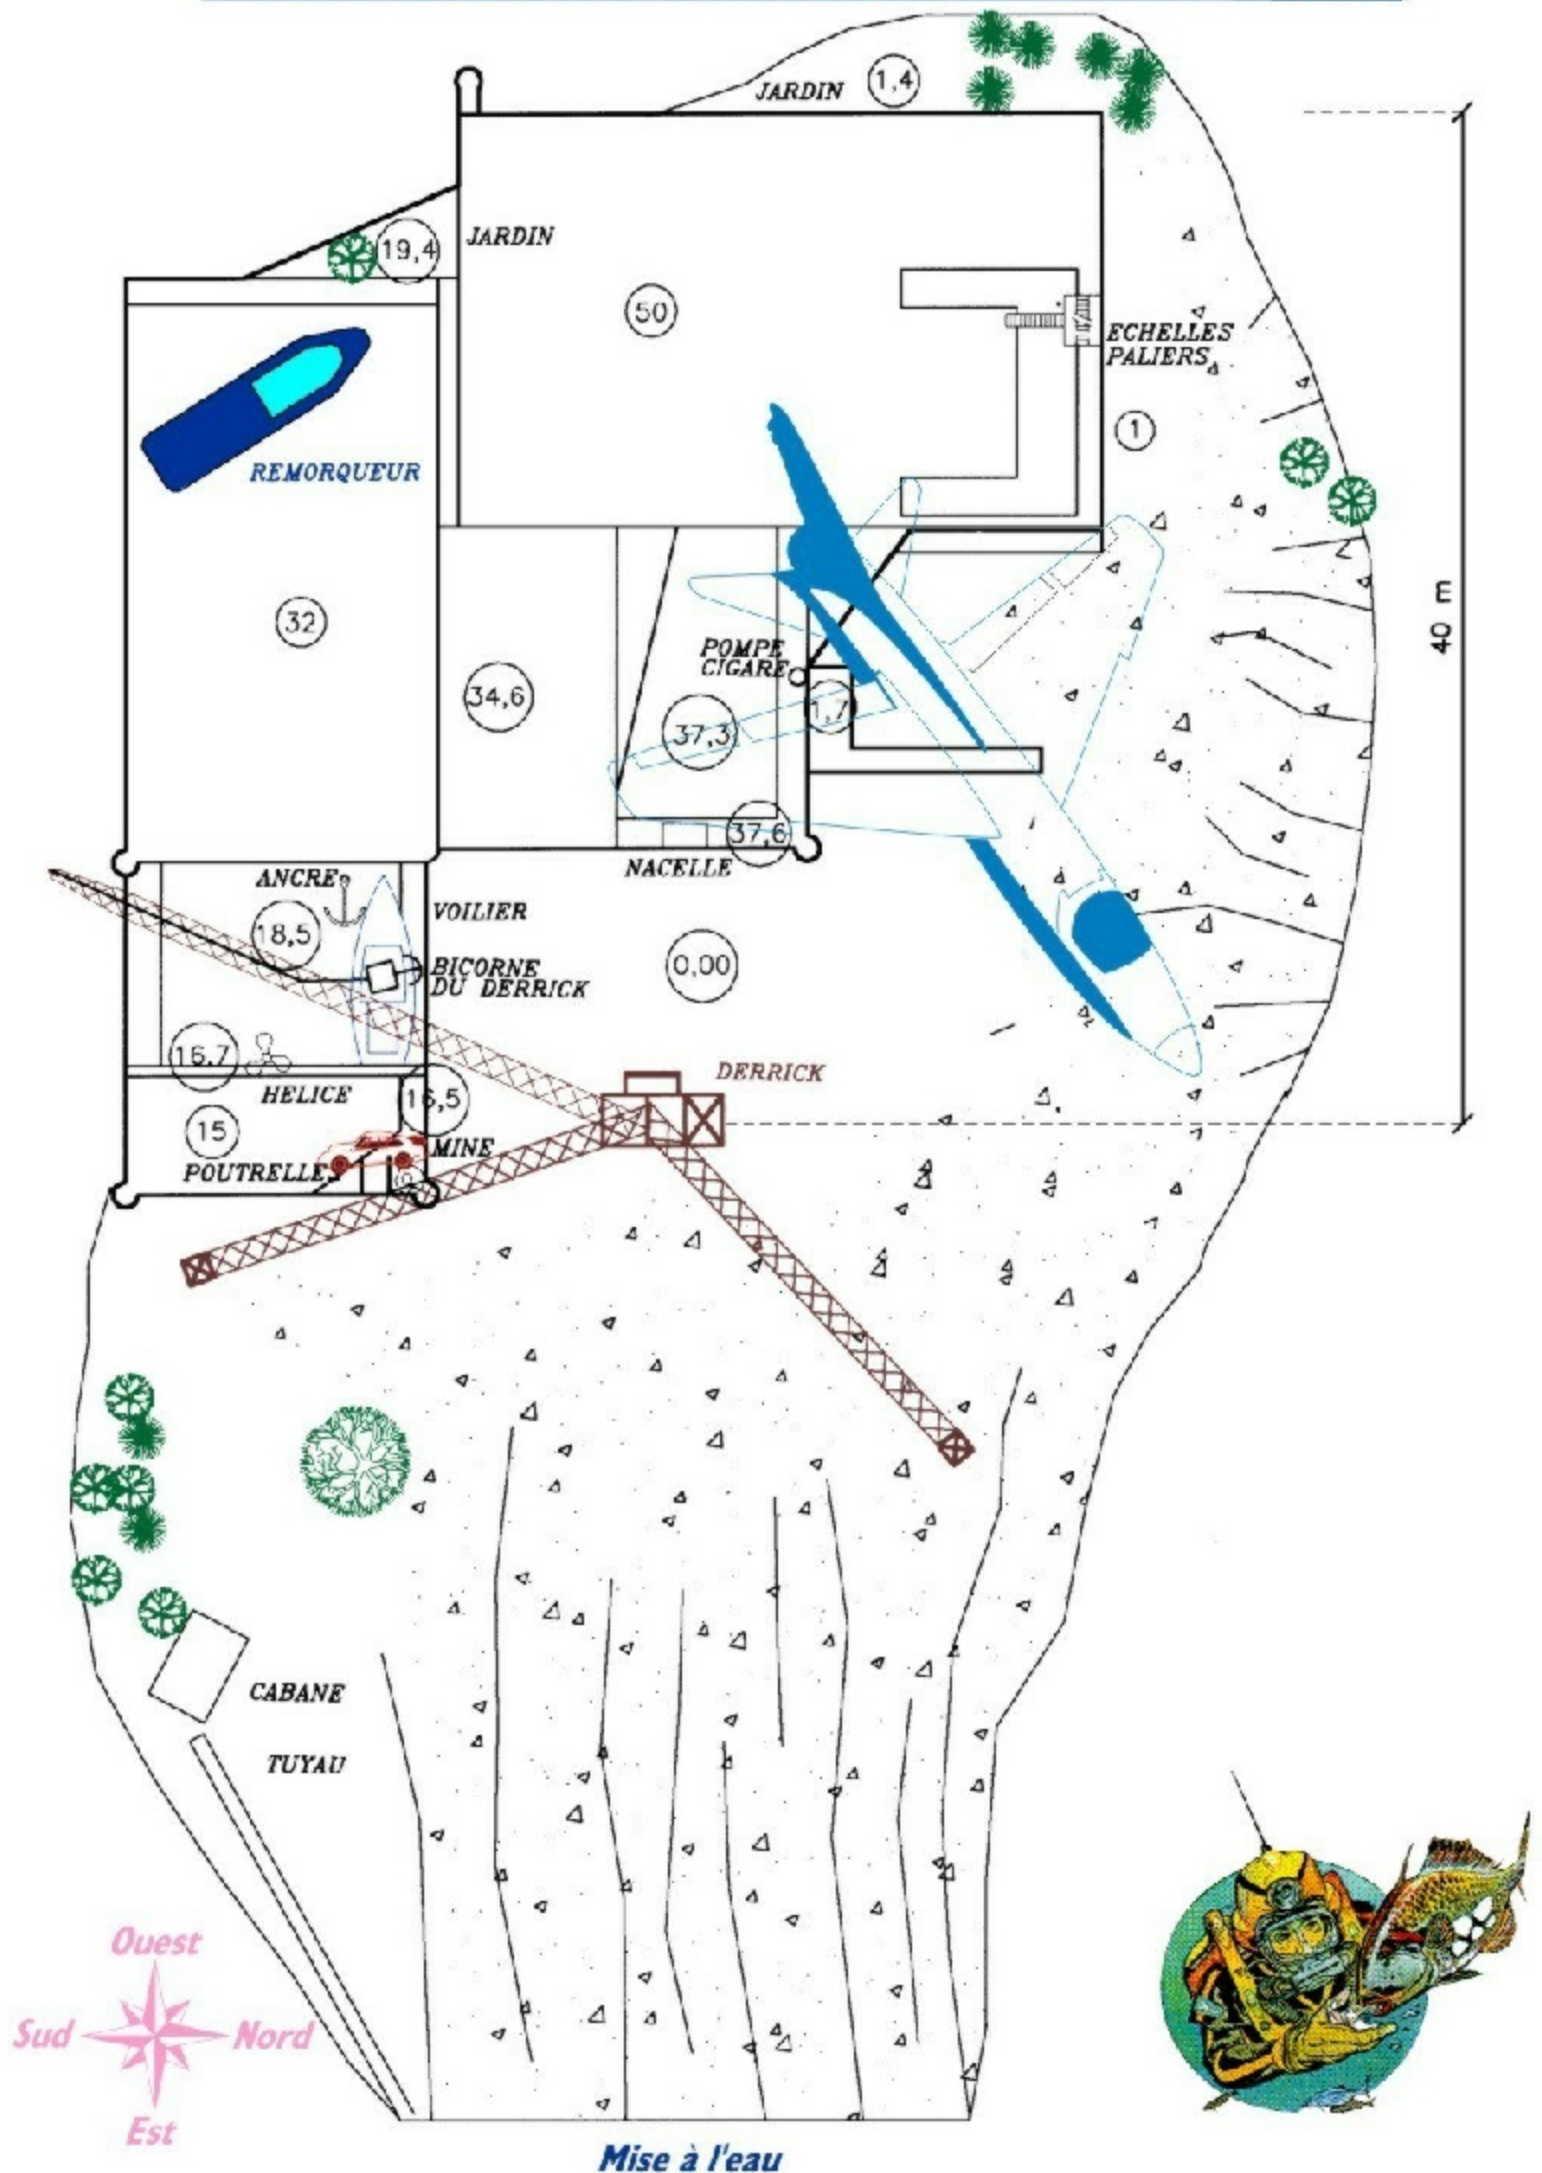 JARDIN
1,4
19,4
JARDIN
50
ECHELLES
PALIERS
REMORQUEUR
1
40 m
32
POMPE
CIGARE
34,6
1,7
37,3
37,6
NACELLE
ANCRE
VOILIER
18,5
BICORNE
DU DERRICK
0,00
16,7
DERRICK
HELICE
16,5
15
MINE
POUTRELLES
CABANE
TUYAU
Ouest
Sud
Nord
Est
Mise à l'eau